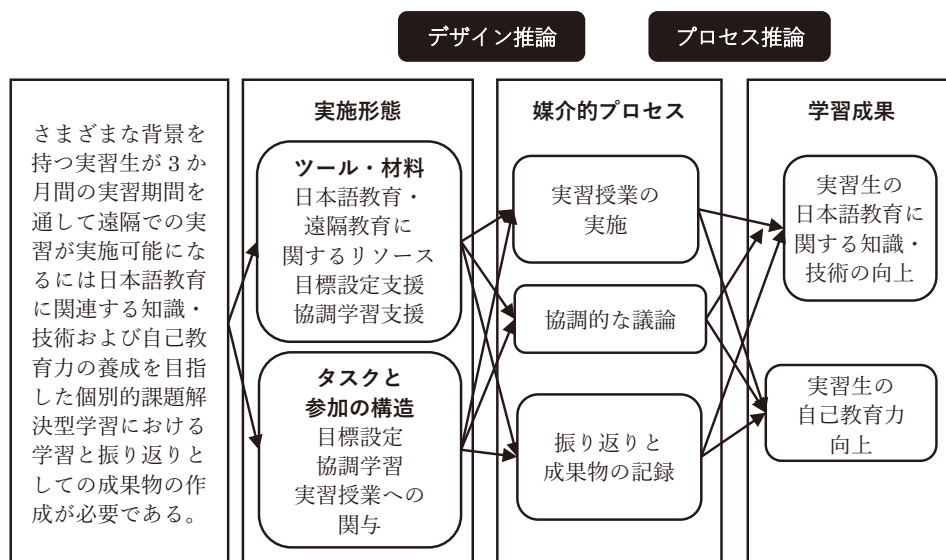 デザイン推論
プロセス推論
さまざまな背景を
持つ実習生が3か
月間の実習期間を
通して遠隔での実
習が実施可能にな
るには日本語教育
に関連する知識・
技術および自己教
育力の養成を目指
した個別的課題解
決型学習における
学習と振り返りと
しての成果物の作
成が必要である。
実施形態
ツール・材料
日本語教育・
遠隔教育に
関するリソース
目標設定支援
協調学習支援
タスクと
参加の構造
目標設定
協調学習
実習授業への
関与
媒介的プロセス
実習授業の
実施
協調的な議論
振り返りと
成果物の記録
学習成果
実習生の
日本語教育に
関する知識・
技術の向上
実習生の
自己教育力
向上